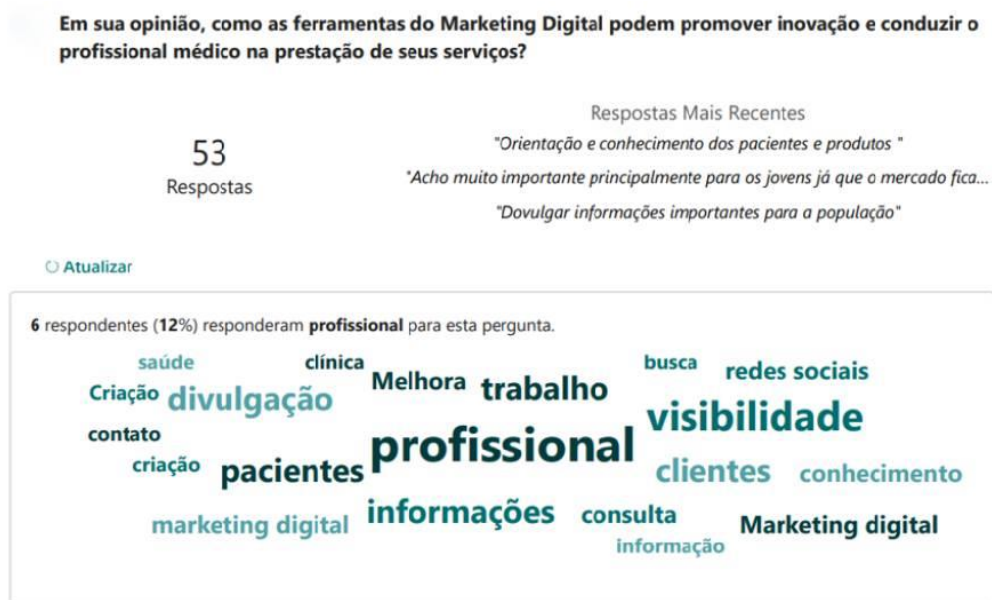 Em sua opinião, como as ferramentas do Marketing Digital podem promover inovação e conduzir o
profissional médico na prestação de seus serviços?
53
Respostas
Respostas Mais Recentes
"Orientação e conhecimento dos pacientes e produtos "
"Acho muito importante principalmente para os jovens já que o mercado fica...
"Dovulgar informações importantes para a população"
Atualizar
6 respondentes (12%) responderam profissional para esta pergunta.
saúde
clínica
busca
redes sociais
Criação
divulgação
Melhora
trabalho
visibilidade
contato
profissional
criação
pacientes
clientes
conhecimento
marketing digital
informações
consulta
Marketing digital
informação